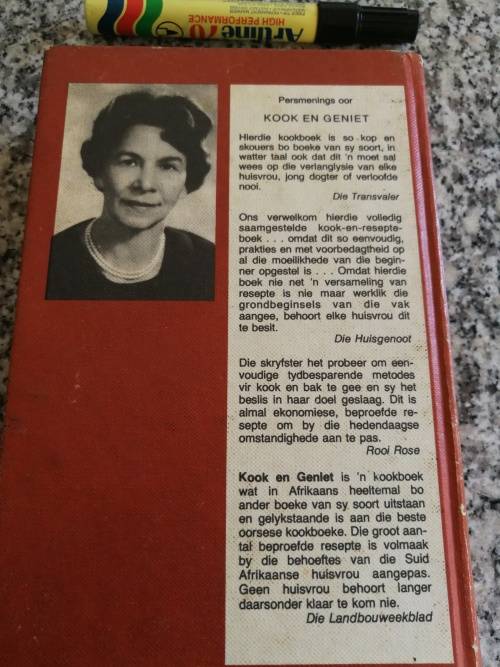 Artline 70
HIGH PERFORMANCE
Persmenings oor
KOOK EN GENIET
Hierdie kookboek is so kop en
skouers bo boeke van sy soort, in
watter taal ook dat dit 'n moet sal
wees op die verlanglysie van elke
huisvrou, jong dogter of verloofde
nooi.
Die Transvaler
Ons verwelkom hierdie volledig
saamgestelde kook-en-resepte-
boek . . . omdat dit so eenvoudig,
prakties en met voorbedagtheid op
al die moeilikhede van die begin-
ner opgestel is . . . Omdat hierdie
boek nie net 'n versameling van
resepte is nie maar werklik die
grondbeginsels van die vak
aangee, behoort elke huisvrou dit
te besit.
Die Huisgenoot
Die skryfster het probeer om een-
voudige tydbesparende metodes
vir kook en bak te gee en sy het
beslis in haar doel geslaag. Dit is
almal ekonomiese, beproefde re-
septe om by die hedendaagse
omstandighede aan te pas.
Rooi Rose
Kook en Geniet is 'n kookboek
wat in Afrikaans heeltemal bo
ander boeke van sy soort uitstaan
en gelykstaande is aan die beste
oorsese kookboeke. Die groot aan-
tal beproefde resepte is volmaak
by die behoeftes van die Suid
Afrikaanse huisvrou aangepas.
Geen huisvrou behoort langer
daarsonder klaar te kom nie.
Die Landbouweekblad